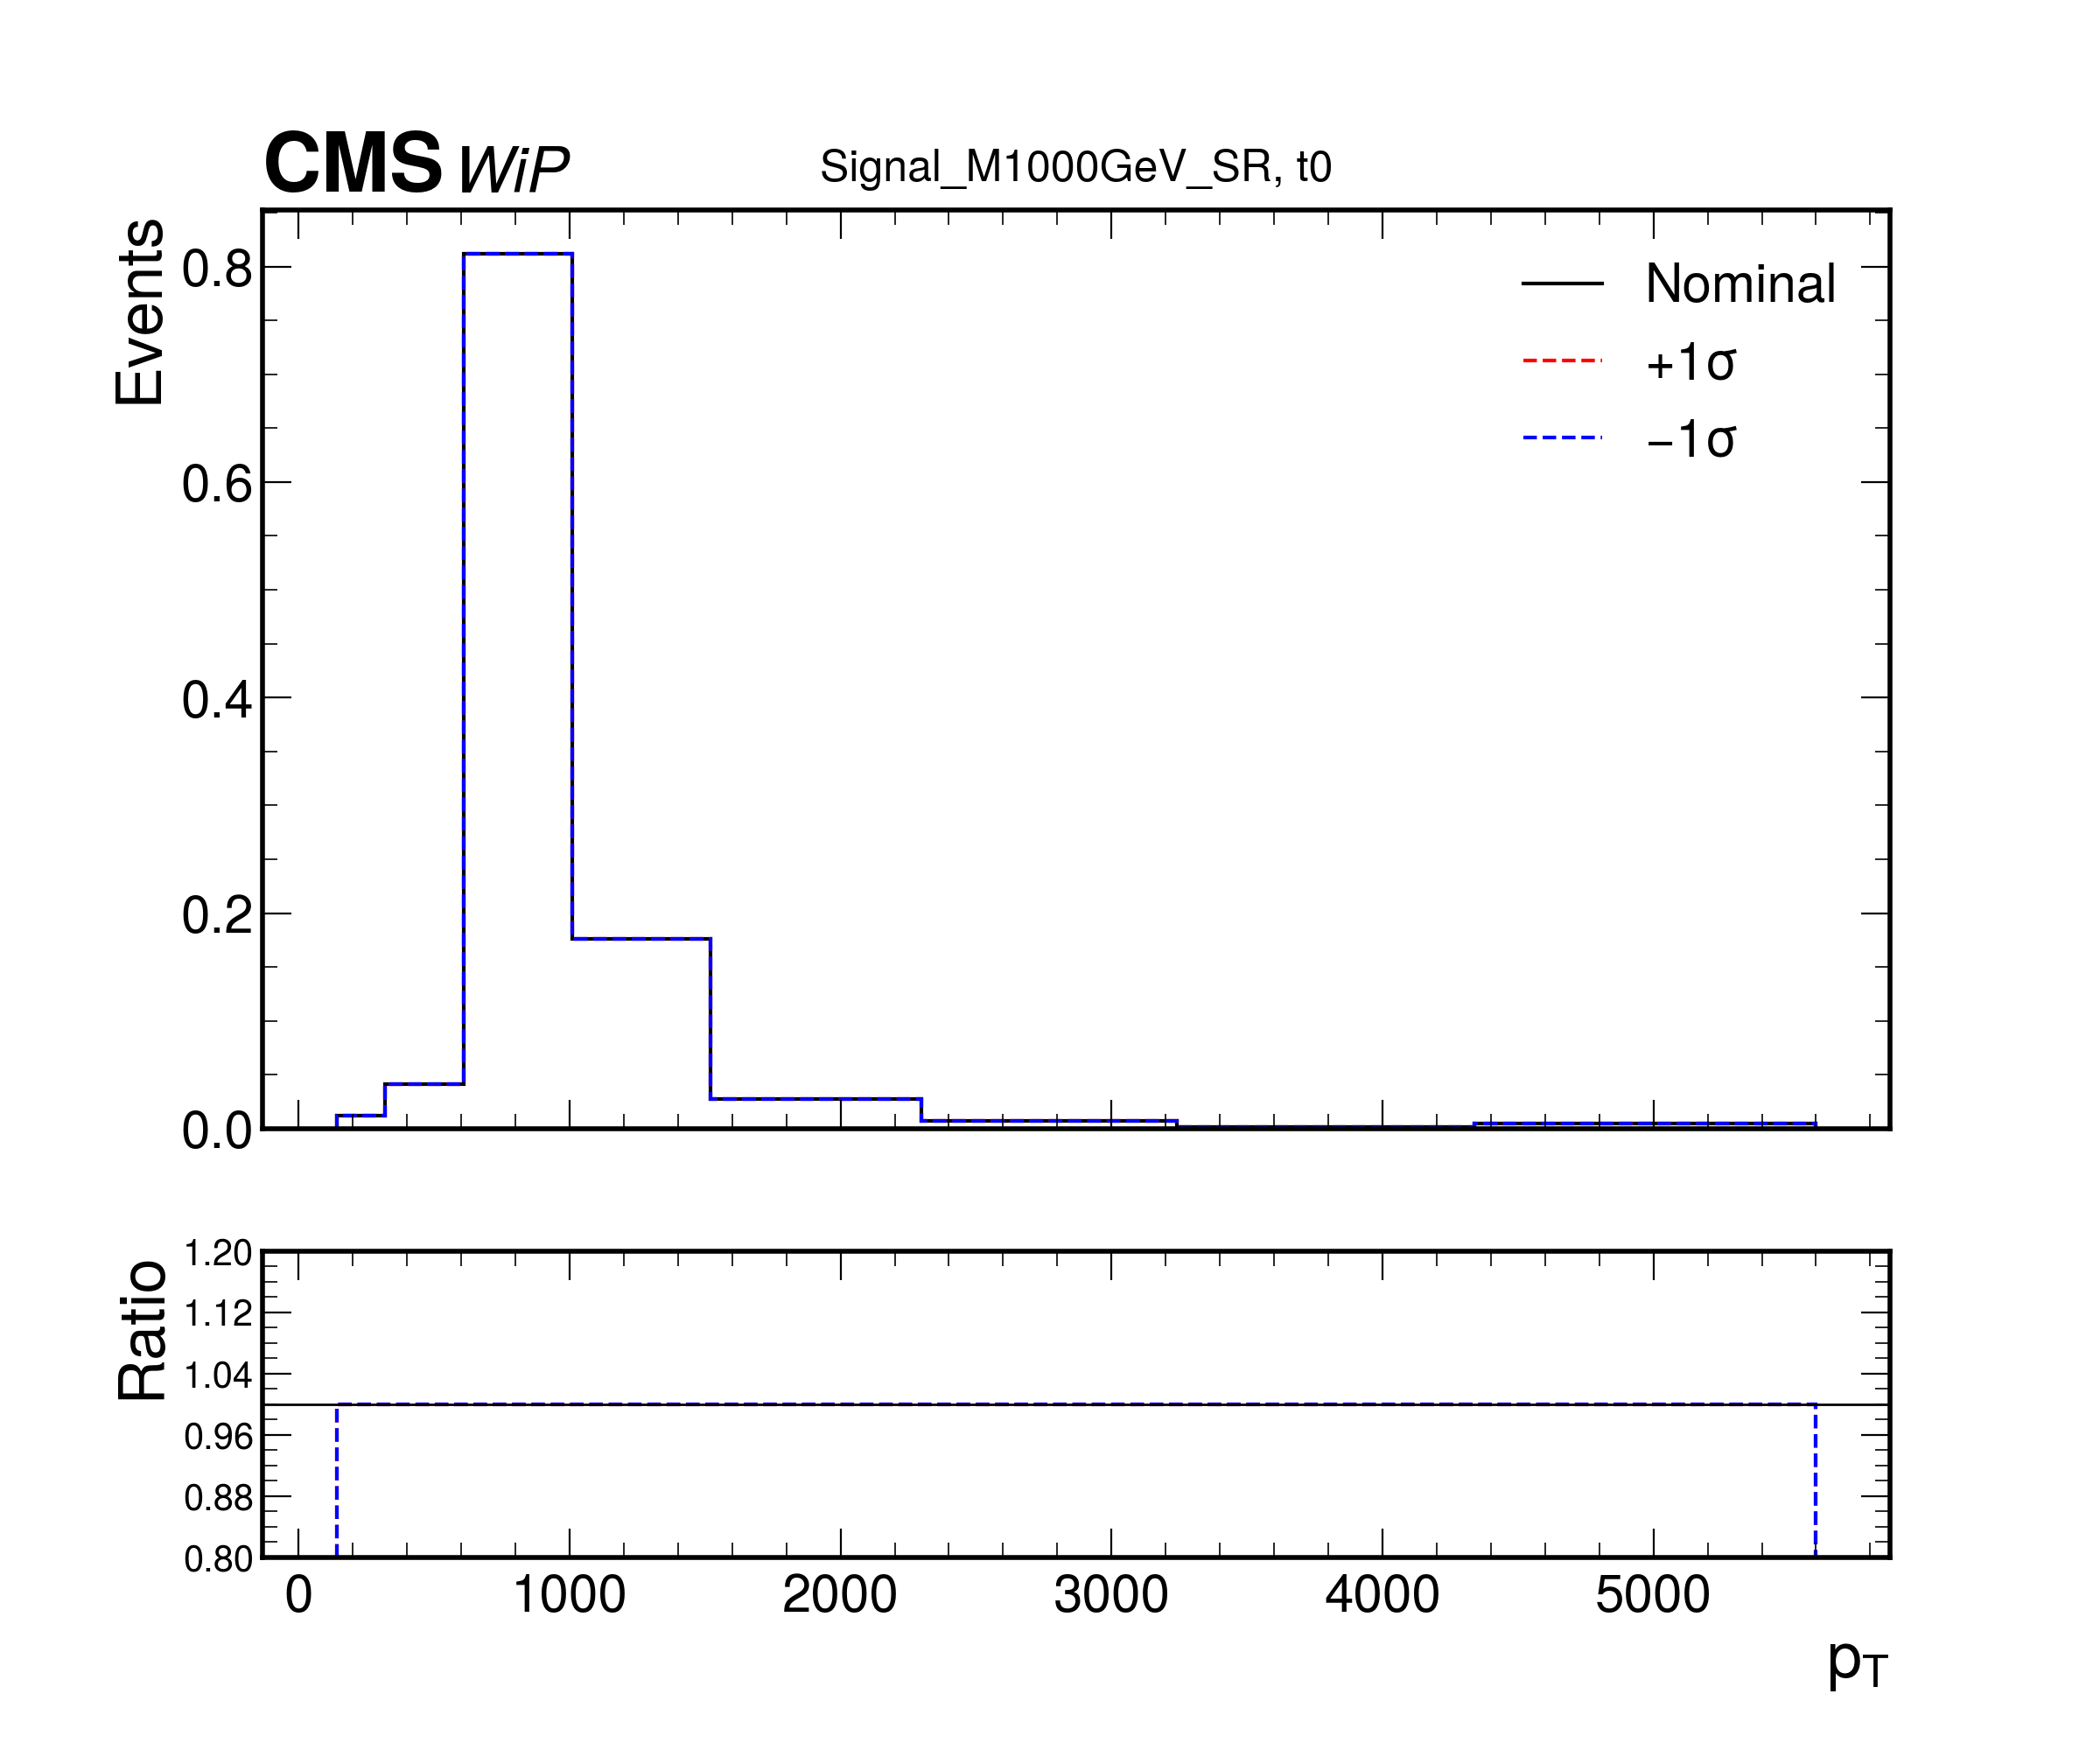 CMS WiP Signal_M1000GeV_SR, t0
Events
0.8
0.6
0.4
0.2
0.0
Nominal
+1σ
−1σ
Ratio
1.20
1.12
1.04
0.96
0.88
0.80
0 1000 2000 3000 4000 5000
pT